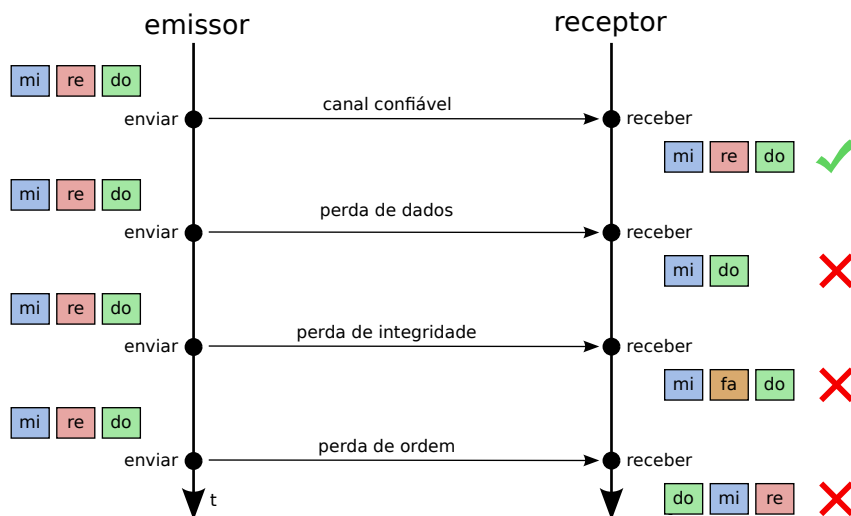 emissor receptor
mi re do
enviar canal confiável receber
mi re do
mi re do
enviar perda de dados receber
mi do
mi re do
enviar perda de integridade receber
mi fa do
mi re do
enviar perda de ordem receber
t do mi re